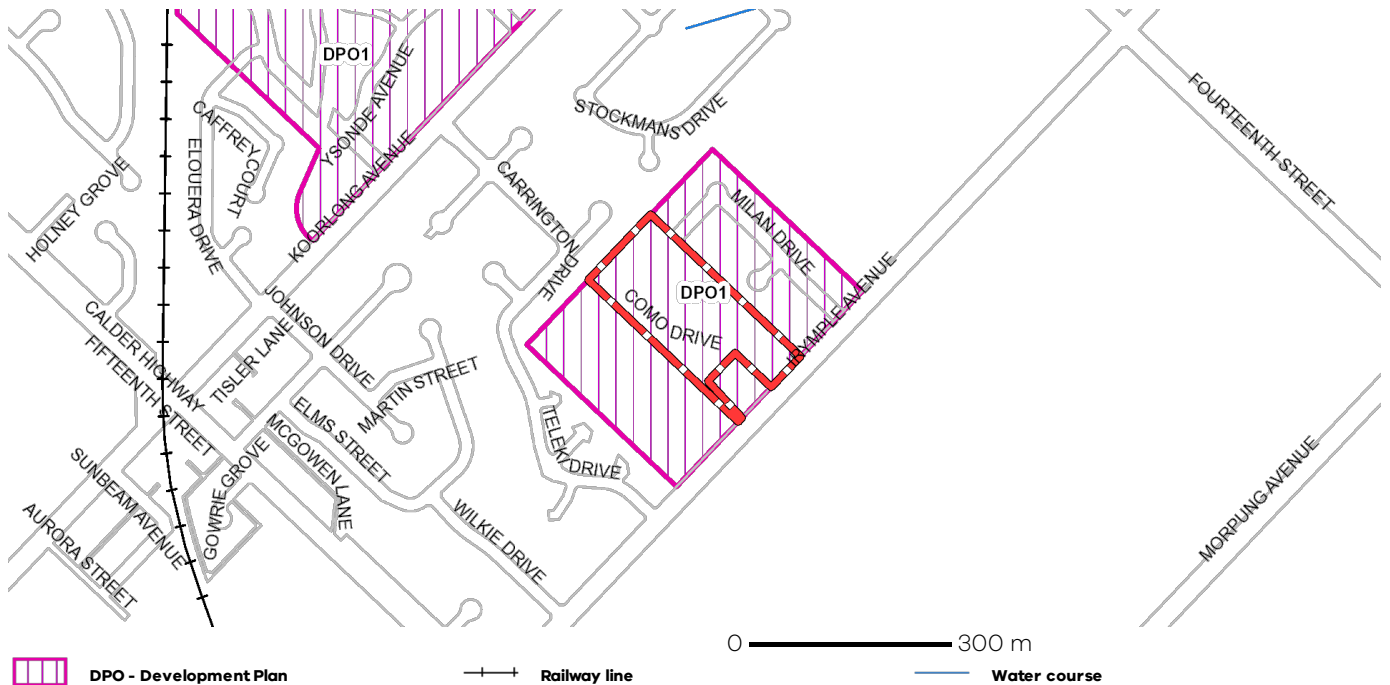 DPO1
YSONDE AVENUE
CAFFREY COURT
ELOUERA DRIVE
KOORLONG AVENUE
HOLNEY GROVE
STOCKMANS DRIVE
FOURTEENTH STREET
CARRINGTON DRIVE
MILAN DRIVE
DPO1
COMO DRIVE
IRYMPLE AVENUE
JOHNSON DRIVE
CALDER HIGHWAY
FIFTEENTH STREET
TISLER LANE
MARTIN STREET
ELMS STREET
MCGOWEN LANE
TELEKI DRIVE
SUNBEAM AVENUE
GOWRIE GROVE
AURORA STREET
WILKIE DRIVE
MORPUNG AVENUE
0 300 m
DPO - Development Plan
Railway line
Water course